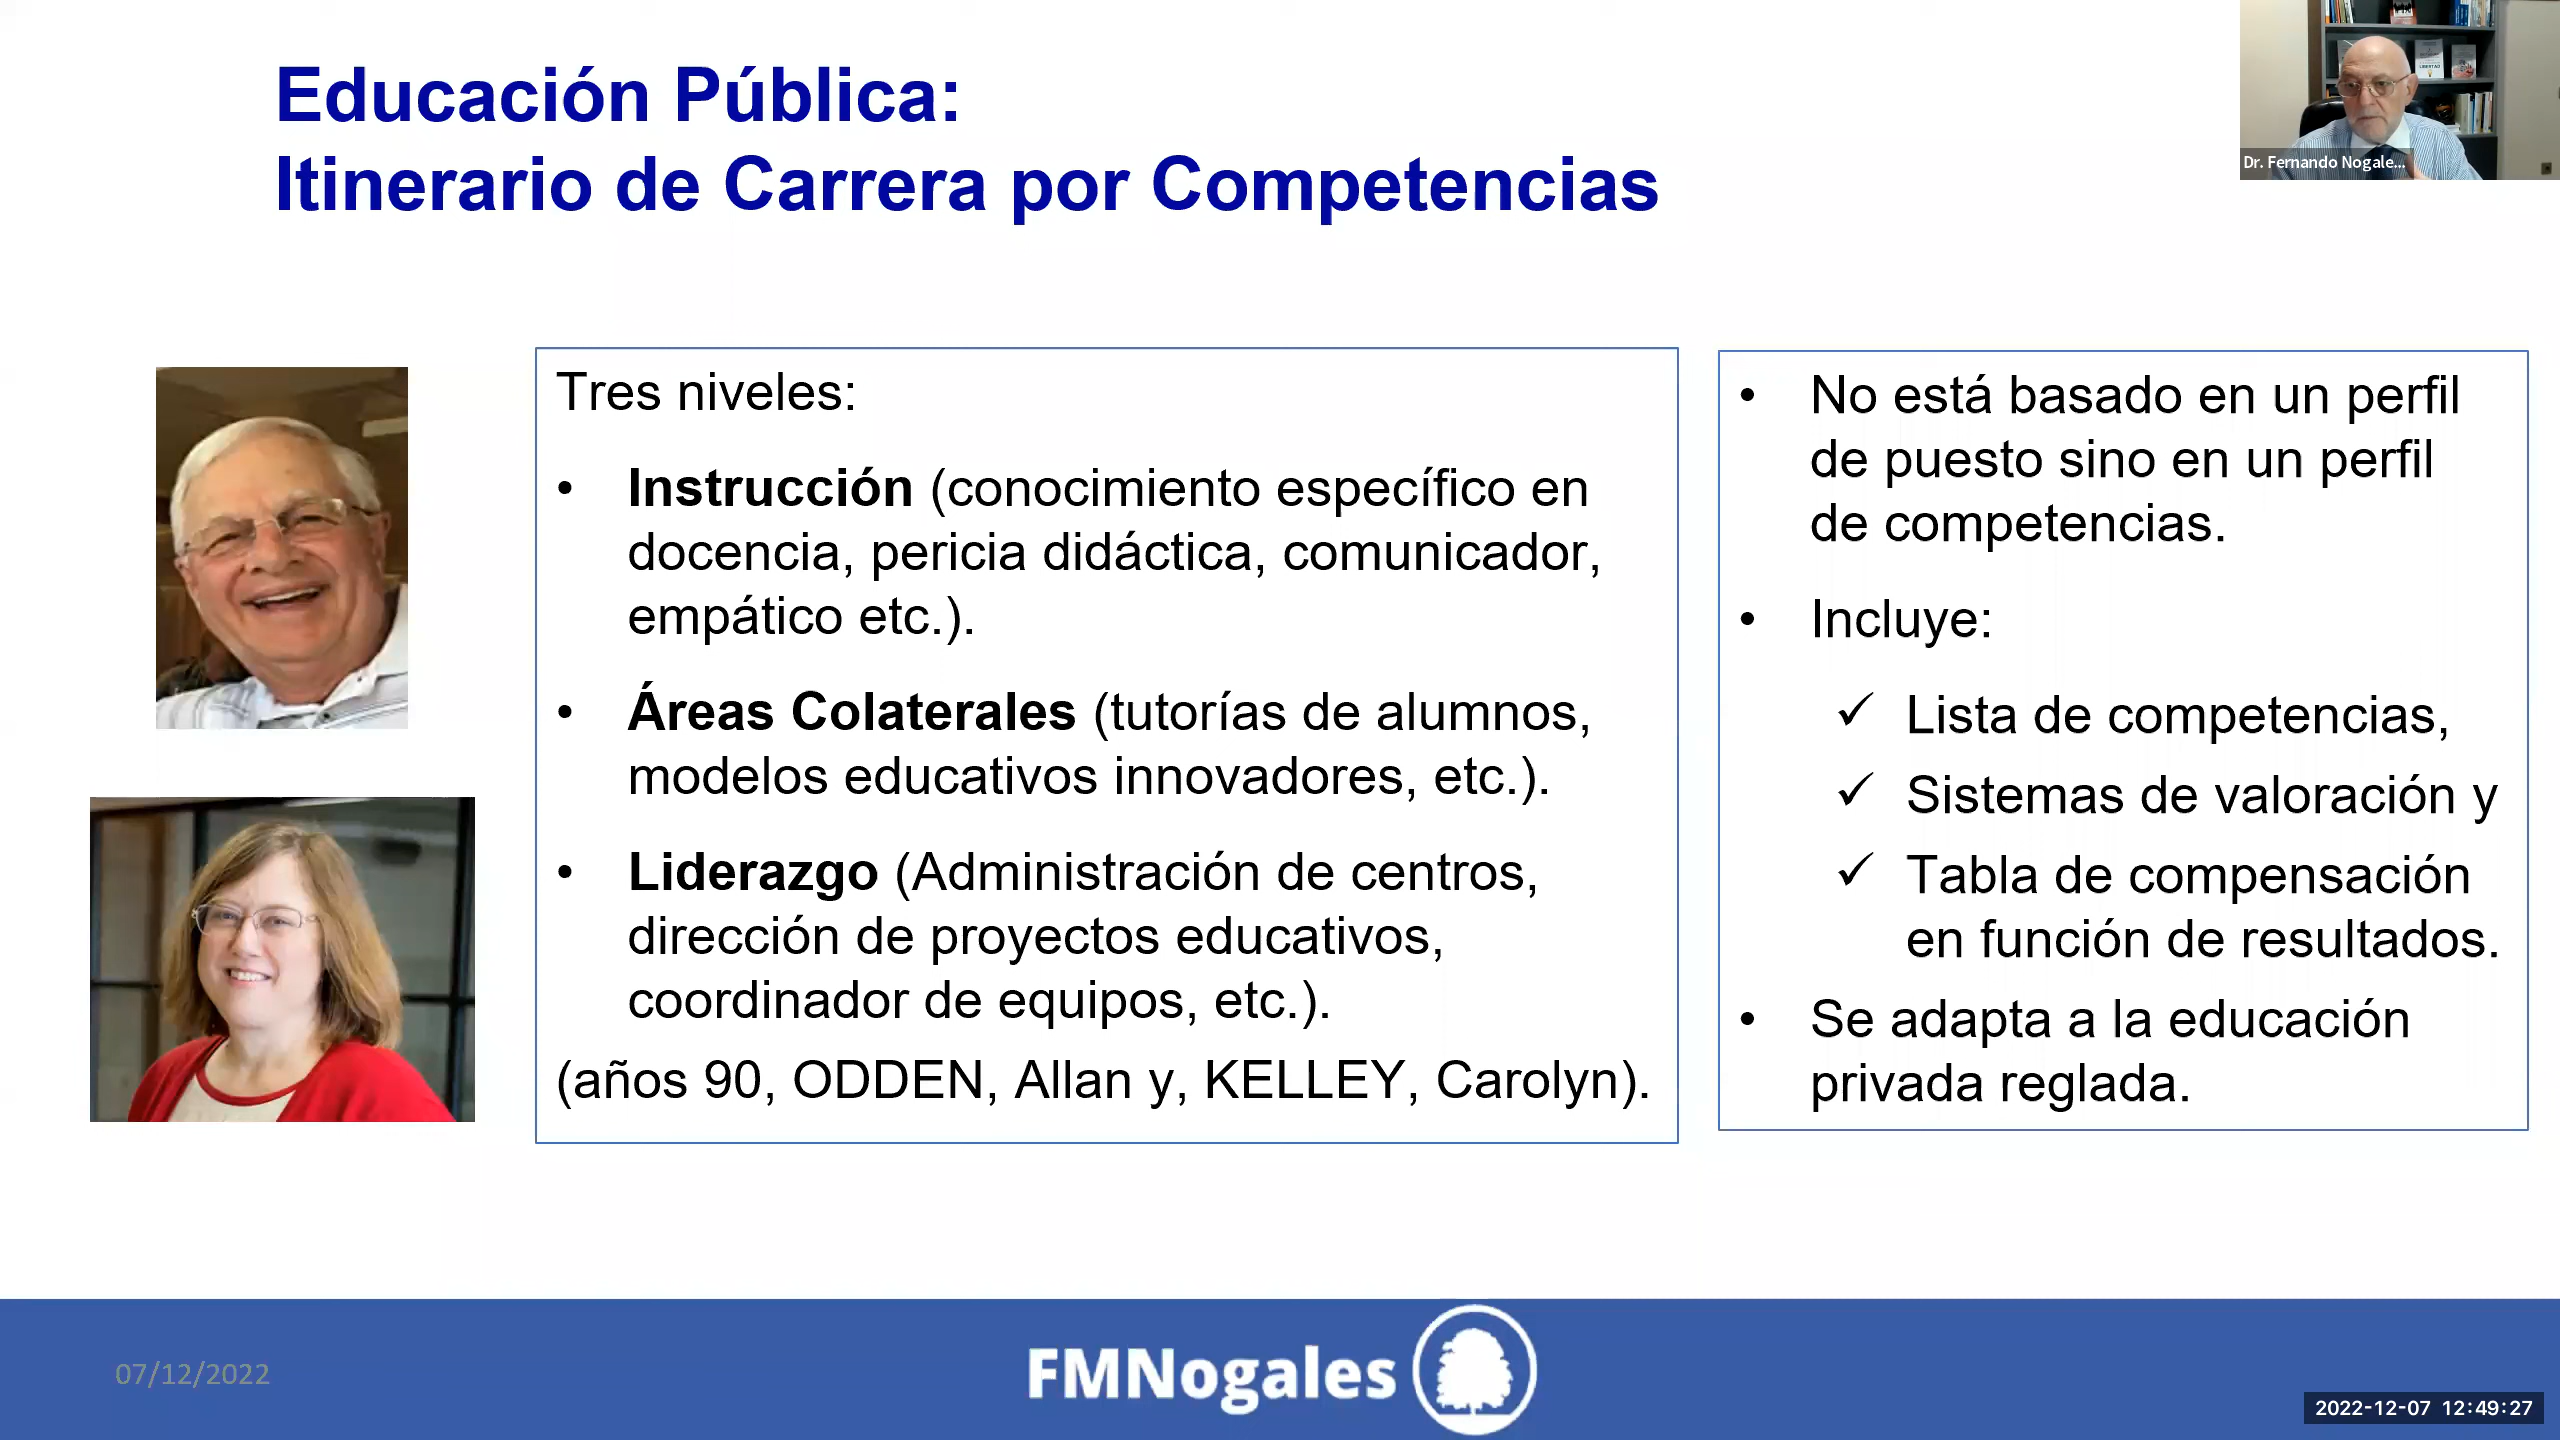 Educación Pública:
Itinerario de Carrera por Competencias
Dr. Fernando Nogale...
LIBERTAD
Tres niveles:
• Instrucción (conocimiento específico en
docencia, pericia didáctica, comunicador,
empático etc.).
• Áreas Colaterales (tutorías de alumnos,
modelos educativos innovadores, etc.).
• Liderazgo (Administración de centros,
dirección de proyectos educativos,
coordinador de equipos, etc.).
(años 90, ODDEN, Allan y, KELLEY, Carolyn).
• No está basado en un perfil
de puesto sino en un perfil
de competencias.
• Incluye:
✓ Lista de competencias,
✓ Sistemas de valoración y
✓ Tabla de compensación
en función de resultados.
• Se adapta a la educación
privada reglada.
07/12/2022
FMNogales
2022-12-07 12:49:27